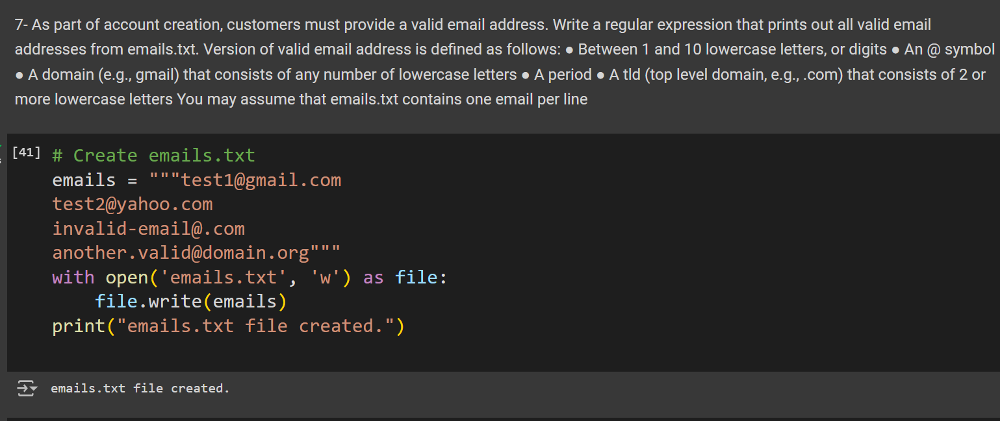 7- As part of account creation, customers must provide a valid email address. Write a regular expression that prints out all valid email
addresses from emails.txt. Version of valid email address is defined as follows: ● Between 1 and 10 lowercase letters, or digits ● An @ symbol
● A domain (e.g., gmail) that consists of any number of lowercase letters ● A period ● A tld (top level domain, e.g., .com) that consists of 2 or
more lowercase letters You may assume that emails.txt contains one email per line
[41] # Create emails.txt
emails = """test1@gmail.com
test2@yahoo.com
invalid-email@.com
another.valid@domain.org"""
with open('emails.txt', 'w') as file:
    file.write(emails)
print("emails.txt file created.")
emails.txt file created.